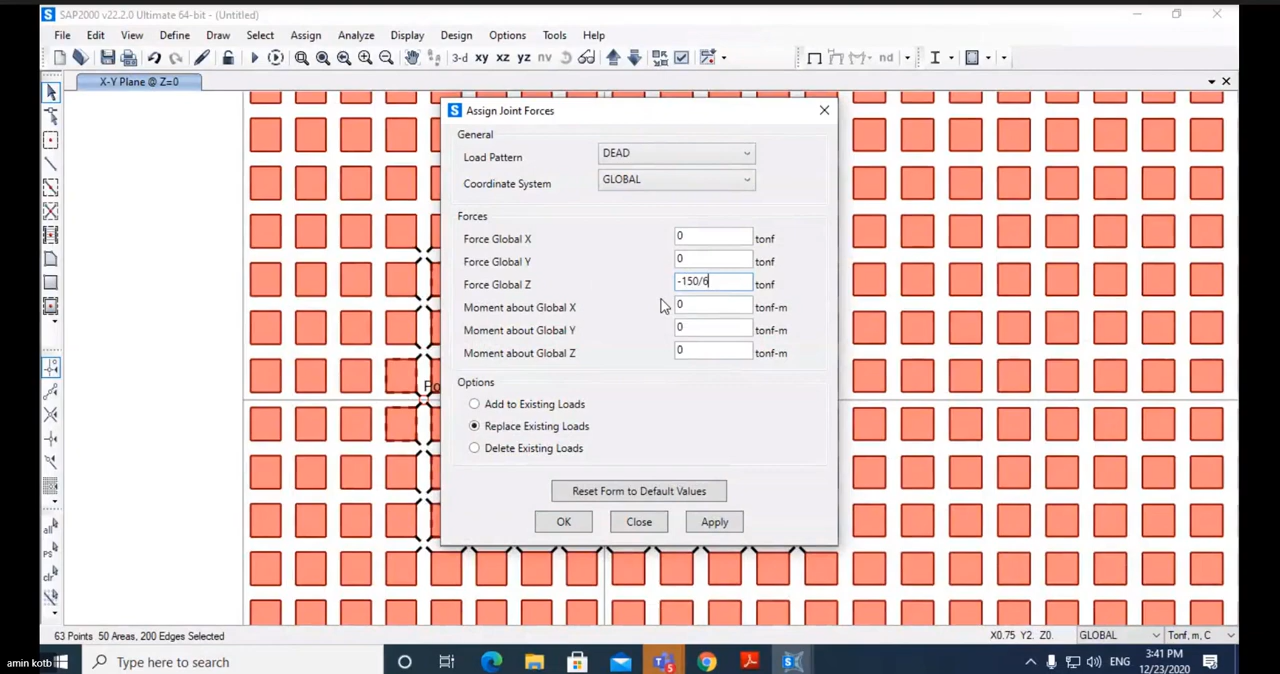 SAP2000 v22.2.0 Ultimate 64-bit - (Untitled)
File Edit View Define Draw Select Assign Analyze Display Design Options Tools Help
3-d xy xz yz nv nd
X-Y Plane @ Z=0
Assign Joint Forces
General
Load Pattern DEAD
Coordinate System GLOBAL
Forces
Force Global X 0 tonf
Force Global Y 0 tonf
Force Global Z -150/6 tonf
Moment about Global X 0 tonf-m
Moment about Global Y 0 tonf-m
Moment about Global Z 0 tonf-m
Options
Add to Existing Loads
Replace Existing Loads
Delete Existing Loads
Reset Form to Default Values
OK Close Apply
all
PS
clr
63 Points 50 Areas, 200 Edges Selected
X0.75 Y2. Z0. GLOBAL Tonf, m, C
amin kotb
Type here to search
ENG
3:41 PM
12/23/2020